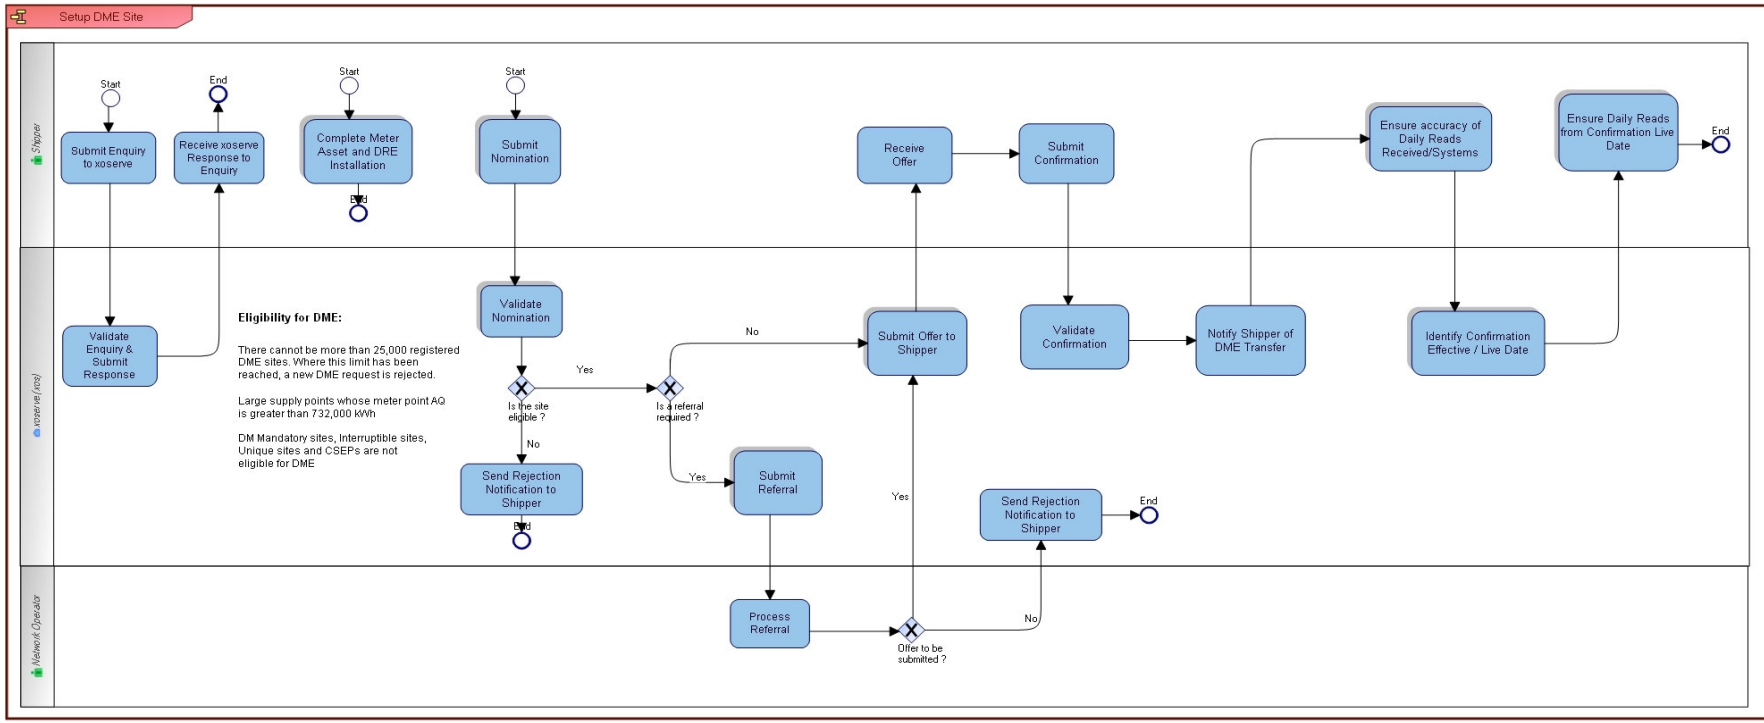 Setup DME Site
Shipper
Start
End
Start
Start
Submit Enquiry
to xoserve
Receive xoserve
Response to
Enquiry
Complete Meter
Asset and DRE
Installation
End
Submit
Nomination
Receive
Offer
Submit
Confirmation
Ensure accuracy of
Daily Reads
Received/Systems
Ensure Daily Reads
from Confirmation Live
Date
End
xoserve (xos)
Validate
Enquiry &
Submit
Response
Eligibility for DME:
There cannot be more than 25,000 registered
DME sites. Where this limit has been
reached, a new DME request is rejected.
Large supply points whose meter point AQ
is greater than 732,000 kWh
DM Mandatory sites, Interruptible sites,
Unique sites and CSEPs are not
eligible for DME
Validate
Nomination
Is the site
eligible ?
Yes
No
Send Rejection
Notification to
Shipper
End
Is a referral
required ?
No
Yes
Submit
Referral
Submit Offer to
Shipper
Yes
Validate
Confirmation
Notify Shipper of
DME Transfer
Identify Confirmation
Effective / Live Date
Send Rejection
Notification to
Shipper
End
Network Operator
Process
Referral
Offer to be
submitted ?
No